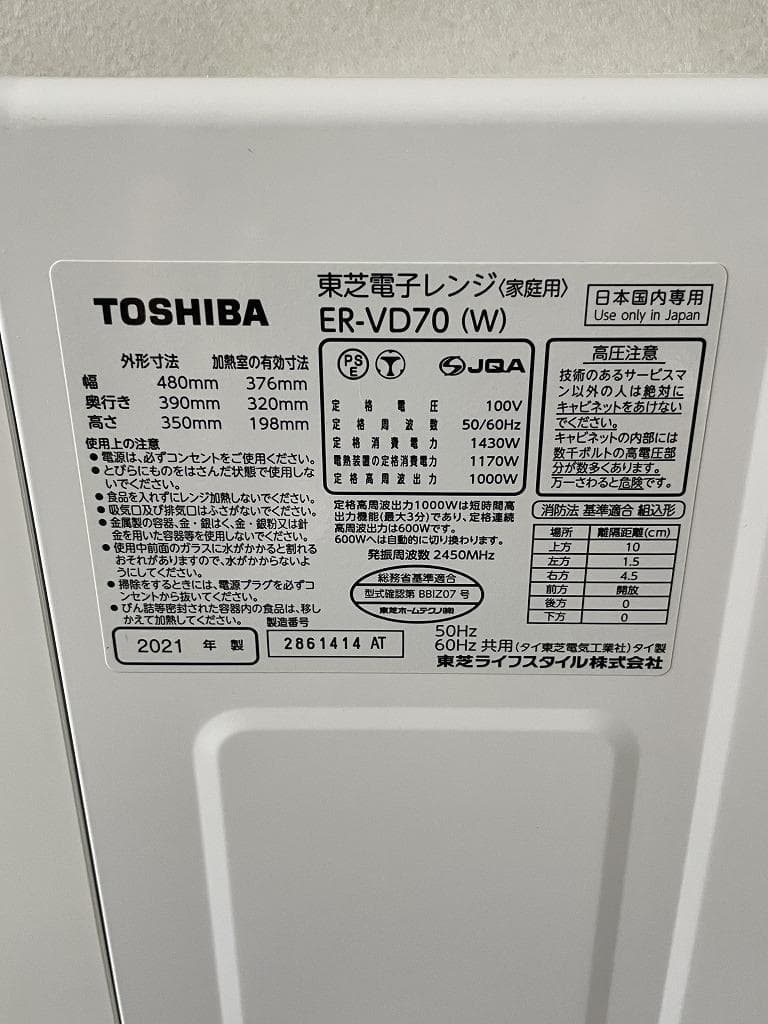 TOSHIBA
東芝電子レンジ〈家庭用〉
ER-VD70 (W)
日本国内専用
Use only in Japan
外形寸法 加熱室の有効寸法
幅 480mm 376mm
奥行き 390mm 320mm
高さ 350mm 198mm
使用上の注意
● 電源は、必ずコンセントをご使用ください。
● とびらにものをはさんだ状態で使用しな
いでください。
● 食品を入れずにレンジ加熱しないでください。
● 吸気口及び排気口はふさがないでください。
● 金属製の容器、金・銀はく、金・銀粉又は針
金を用いた容器等を使用しないでください。
● 使用中前面のガラスに水がかかると割れる
おそれがありますので、水がかからないよ
うにしてください。
● 掃除をするときには、電源プラグを必ずコ
ンセントから抜いてください。
● びん詰等密封された容器内の食品は、移し
かえて加熱してください。
PS
E
JQA
定格電圧 100V
定格周波数 50/60Hz
定格消費電力 1430W
電熱装置の定格消費電力 1170W
定格高周波出力 1000W
定格高周波出力1000Wは短時間高
出力機能(最大3分)であり、定格連続
高周波出力は600Wです。
600Wへは自動的に切り換わります。
発振周波数 2450MHz
総務省基準適合
型式確認第 BBIZ07 号
東芝ホームテクノ(株)
高圧注意
技術のあるサービスマ
ン以外の人は絶対に
キャビネットをあけない
でください。
キャビネットの内部には
数千ボルトの高電圧部
分が数多くあります。
万一さわると危険です。
消防法 基準適合 組込形
場所 離隔距離(cm)
上方 10
左方 1.5
右方 4.5
前方 開放
後方 0
下方 0
2021 年 製
製造番号
2861414 AT
50Hz
60Hz 共用 (タイ東芝電気工業社) タイ製
東芝ライフスタイル株式会社